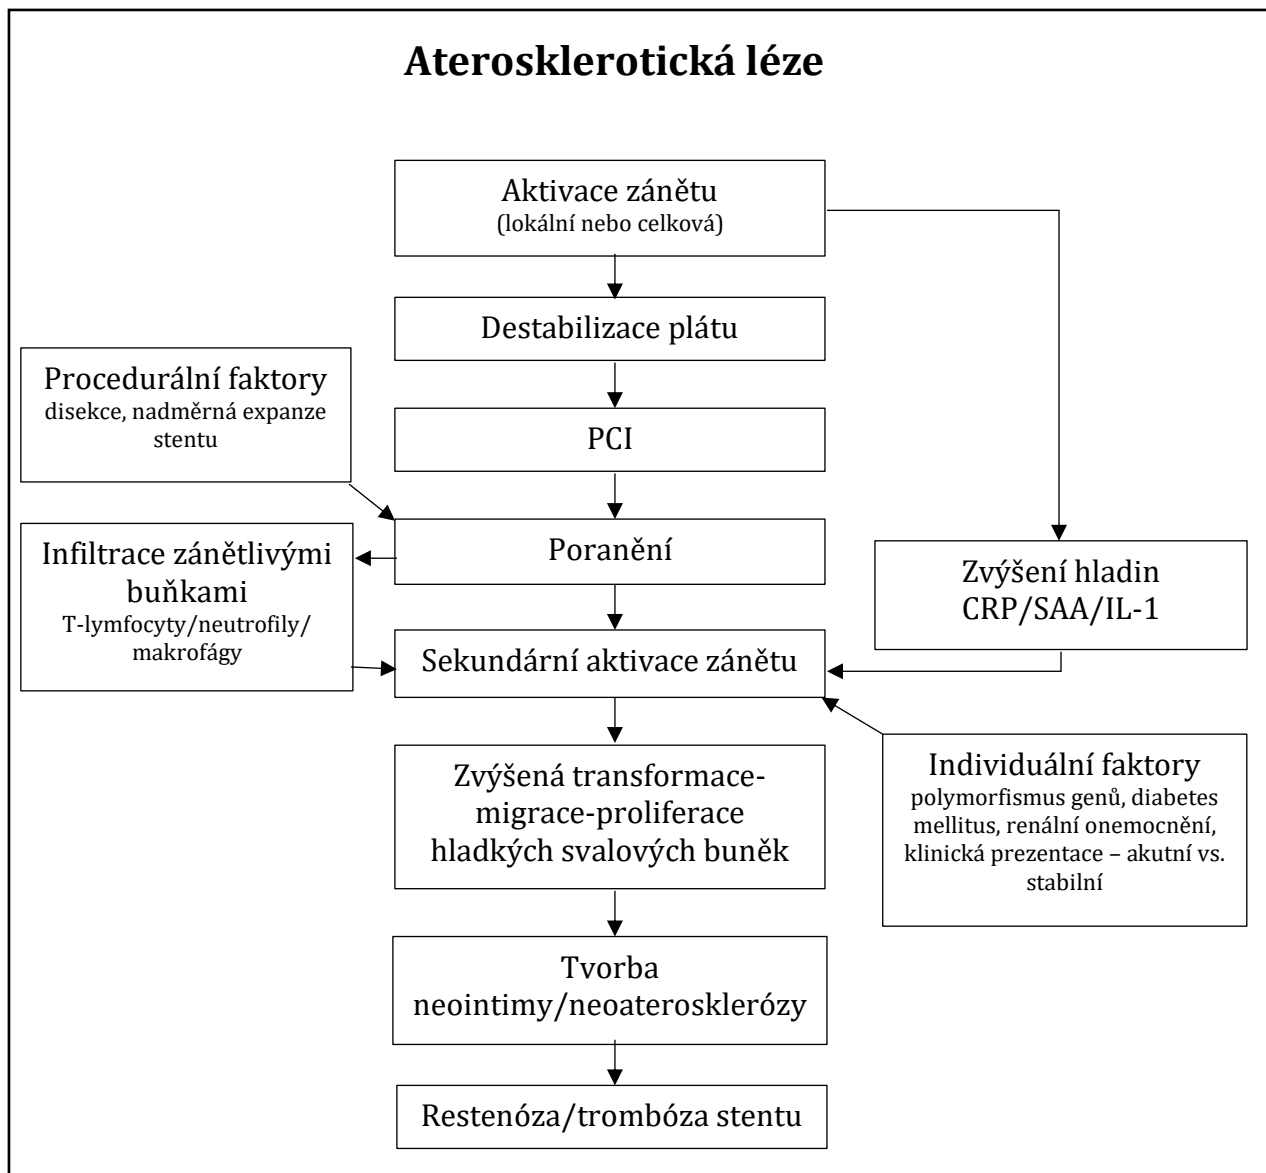 Aterosklerotická léze
Aktivace zánětu
(lokální nebo celková)
Destabilizace plátu
Procedurální faktory
disekce, nadměrná expanze
stentu
PCI
Poranění
Infiltrace zánětlivými
buňkami
T-lymfocyty/neutrofily/
makrofágy
Zvýšení hladin
CRP/SAA/IL-1
Sekundární aktivace zánětu
Zvýšená transformace-
migrace-proliferace
hladkých svalových buněk
Individuální faktory
polymorfismus genů, diabetes
mellitus, renální onemocnění,
klinická prezentace – akutní vs.
stabilní
Tvorba
neointimy/neoaterosklerózy
Restenóza/trombóza stentu